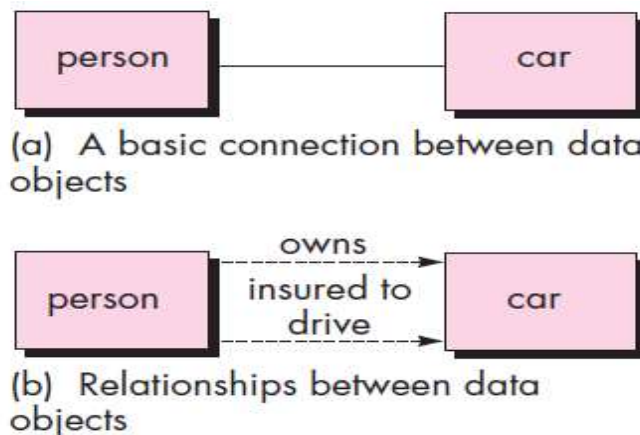 person
car
(a) A basic connection between data
objects
owns
person
insured to
drive
car
(b) Relationships between data
objects